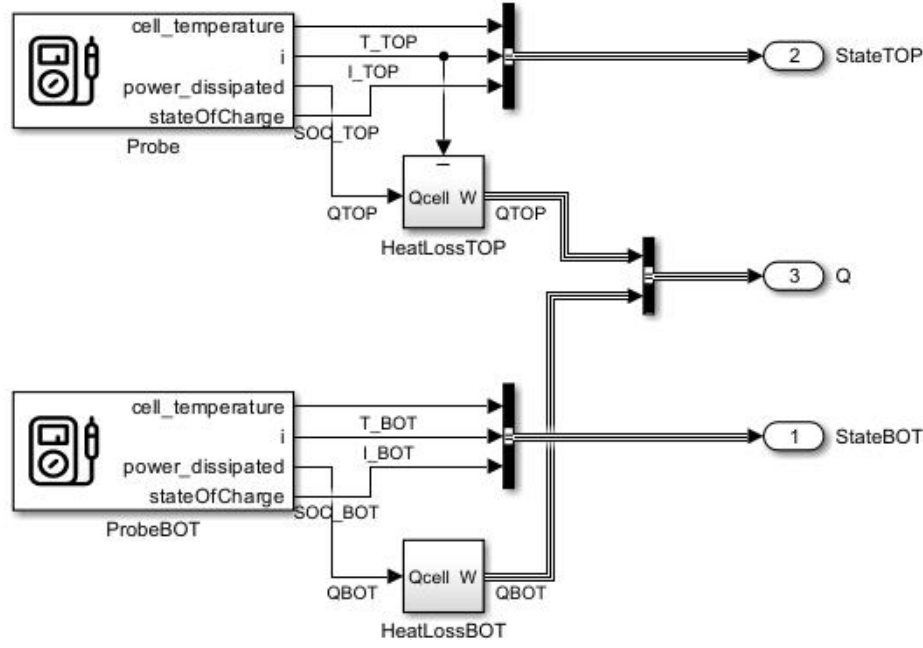 cell_temperature
i
power_dissipated
stateOfCharge
Probe
T_TOP
I_TOP
SOC_TOP
QTOP
Qcell W
QTOP
HeatLossTOP
2
StateTOP
3
Q
cell_temperature
i
power_dissipated
stateOfCharge
ProbeBOT
T_BOT
I_BOT
SOC_BOT
1
StateBOT
QBOT
Qcell W
QBOT
HeatLossBOT